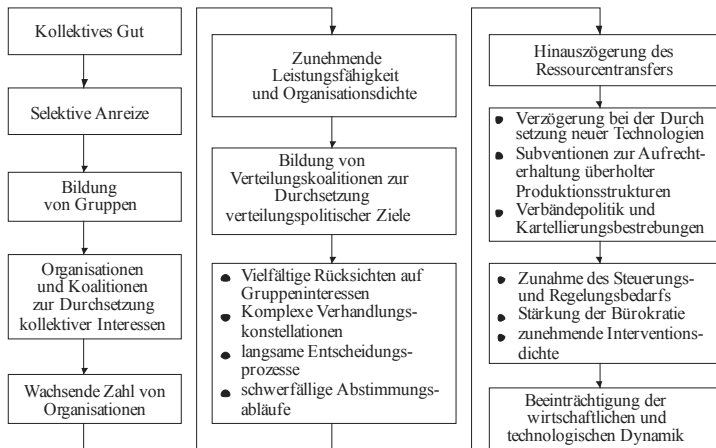 Kollektives Gut
Selektive Anreize
Bildung
von Gruppen
Organisationen
und Koalitionen
zur Durchsetzung
kollektiver Interessen
Wachsende Zahl von
Organisationen
Zunehmende
Leistungsfähigkeit
und Organisationsdichte
Bildung von
Verteilungskoalitionen zur
Durchsetzung
verteilungspolitischer Ziele
• Vielfältige Rücksichten auf
Gruppeninteressen
• Komplexe Verhandlungs-
konstellationen
• langsame Entscheidungs-
prozesse
• schwerfällige Abstimmungs-
abläufe
Hinauszögerung des
Ressourcentransfers
• Verzögerung bei der Durch
setzung neuer Technologien
• Subventionen zur Aufrecht-
erhaltung überholter
Produktionsstrukturen
• Verbändepolitik und
Kartellierungsbestrebungen
• Zunahme des Steuerungs-
und Regelungsbedarfs
• Stärkung der Bürokratie
• zunehmende Interventions-
dichte
Beeinträchtigung der
wirtschaftlichen und
technologischen Dynamik